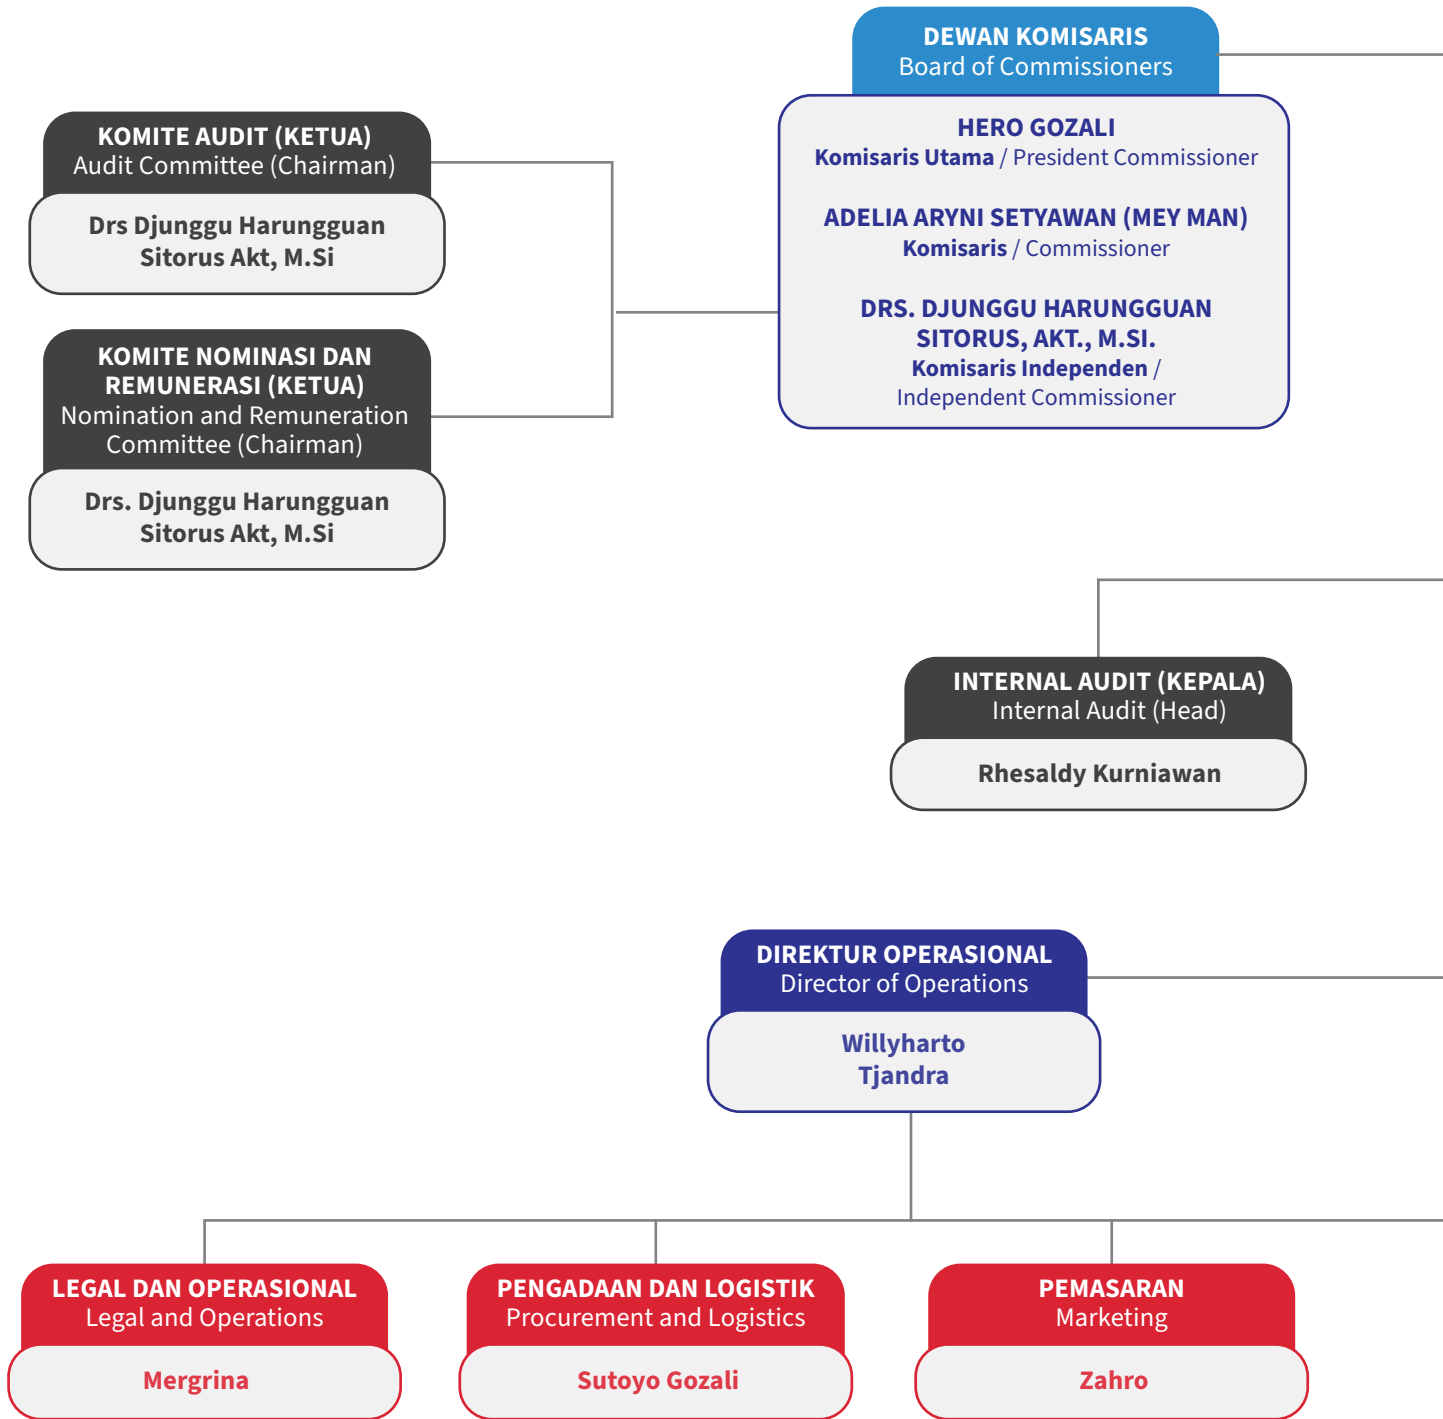 DEWAN KOMISARIS
Board of Commissioners
HERO GOZALI
Komisaris Utama / President Commissioner
ADELIA ARYNI SETYAWAN (MEY MAN)
Komisaris / Commissioner
DRS. DJUNGGU HARUNGGUAN
SITORUS, AKT., M.SI.
Komisaris Independen /
Independent Commissioner
KOMITE AUDIT (KETUA)
Audit Committee (Chairman)
Drs Djunggu Harungguan
Sitorus Akt, M.Si
KOMITE NOMINASI DAN
REMUNERASI (KETUA)
Nomination and Remuneration
Committee (Chairman)
Drs. Djunggu Harungguan
Sitorus Akt, M.Si
INTERNAL AUDIT (KEPALA)
Internal Audit (Head)
Rhesaldy Kurniawan
DIREKTUR OPERASIONAL
Director of Operations
Willyharto
Tjandra
LEGAL DAN OPERASIONAL
Legal and Operations
Mergrina
PENGADAAN DAN LOGISTIK
Procurement and Logistics
Sutoyo Gozali
PEMASARAN
Marketing
Zahro